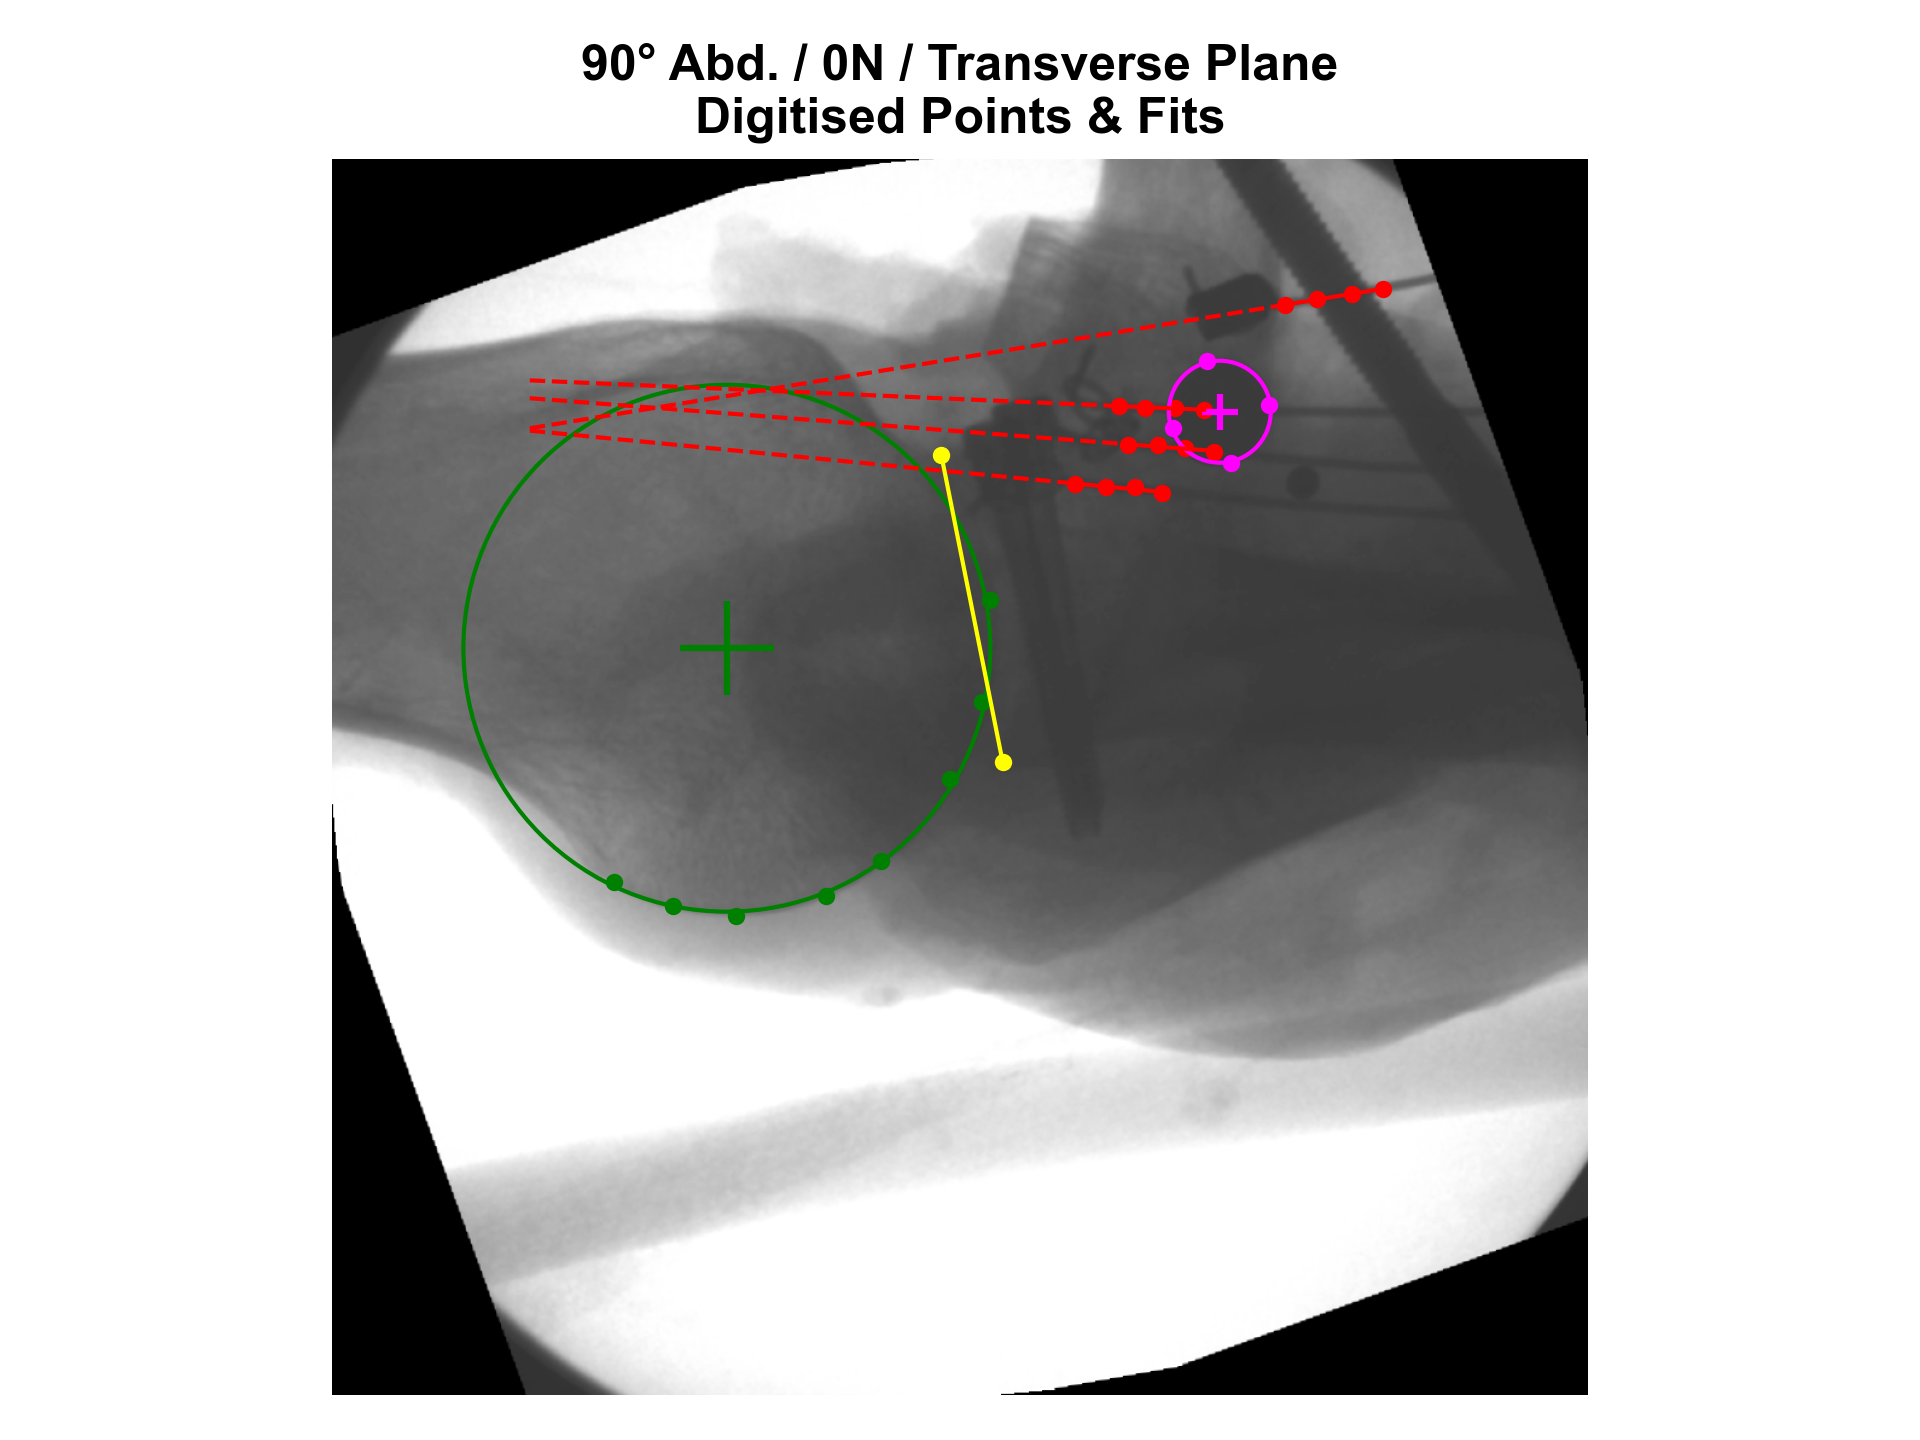 90° Abd. / 0N / Transverse Plane
Digitised Points & Fits